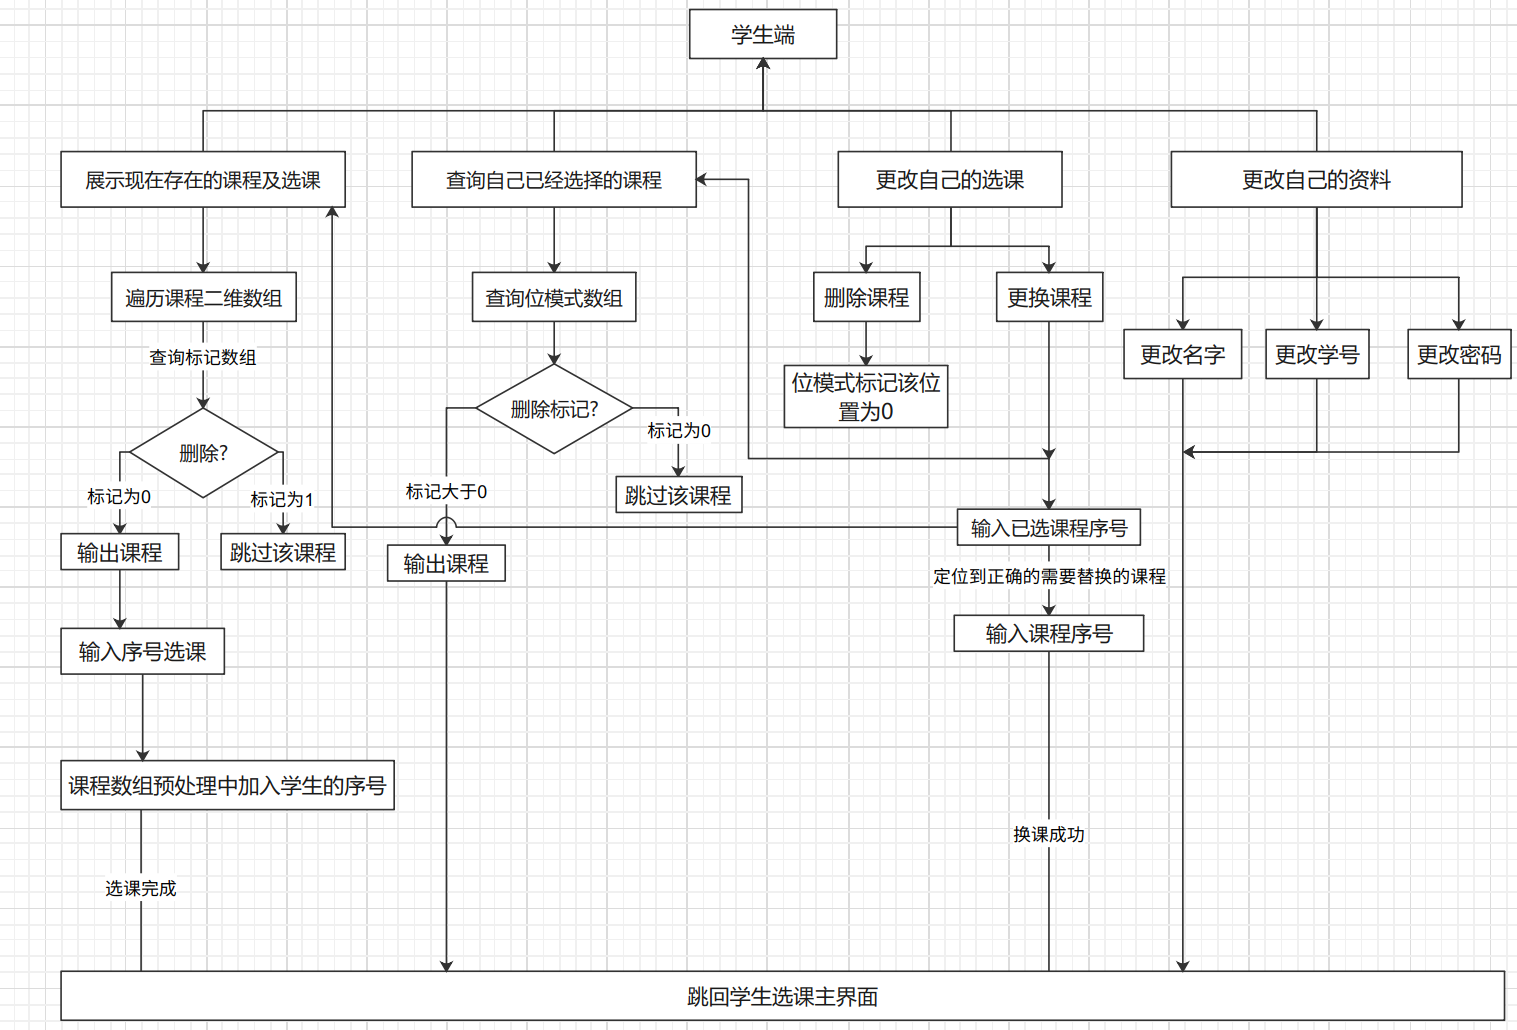 学生端
展示现在存在的课程及选课
查询自己已经选择的课程
更改自己的选课
更改自己的资料
遍历课程二维数组
查询位模式数组
删除课程
更换课程
更改名字
更改学号
更改密码
查询标记数组
位模式标记该位
置为0
删除标记?
标记为0
删除?
标记大于0
标记为0
标记为1
跳过该课程
输入已选课程序号
输出课程
跳过该课程
输出课程
定位到正确的需要替换的课程
输入课程序号
输入序号选课
课程数组预处理中加入学生的序号
换课成功
选课完成
跳回学生选课主界面